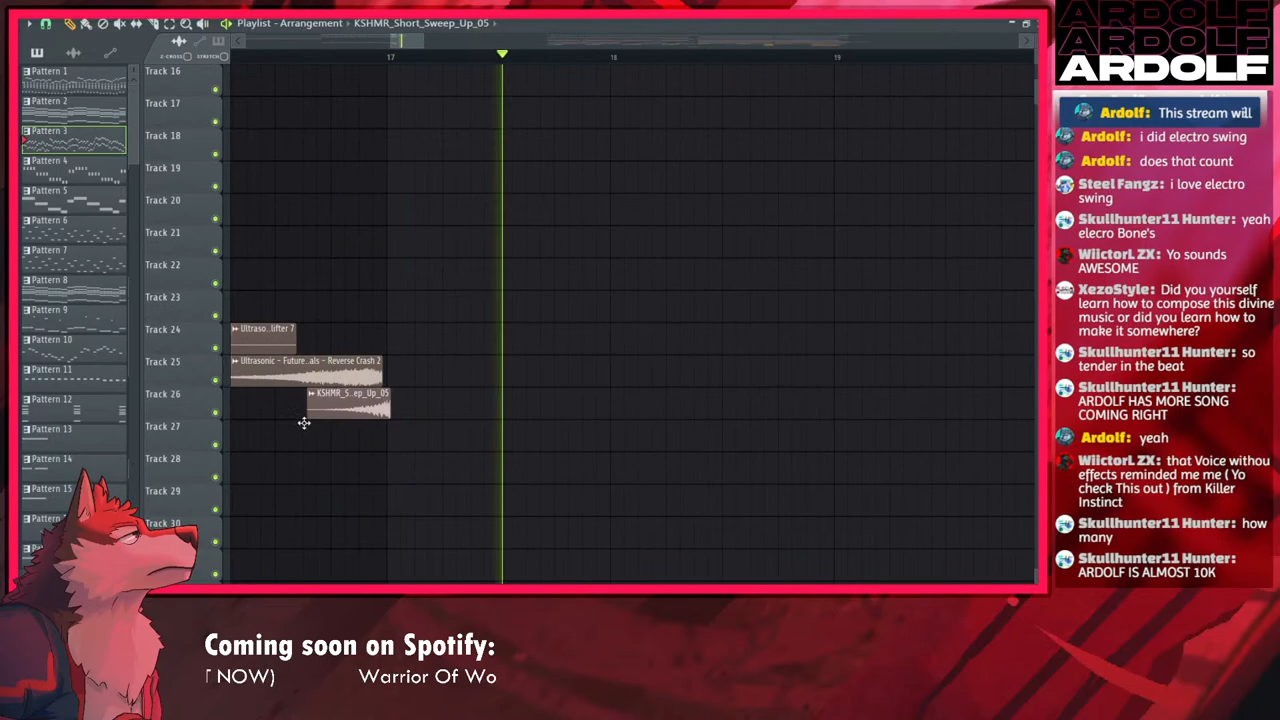 Playlist - Arrangement › KSHMR_Short_Sweep_Up_05 ›
Z-CROSS STRETCH
17 18 19
Pattern 1
Pattern 2
Pattern 3
Pattern 4
Pattern 5
Pattern 6
Pattern 7
Pattern 8
Pattern 9
Pattern 10
Pattern 11
Pattern 12
Pattern 13
Pattern 14
Pattern 15
Track 16
Track 17
Track 18
Track 19
Track 20
Track 21
Track 22
Track 23
Track 24
Track 25
Track 26
Track 27
Track 28
Track 29
Track 30
Ultraso..lifter 7
Ultrasonic - Future..als - Reverse Crash 2
KSHMR_S..ep_Up_05
ARDOLF
ARDOLF
ARDOLF
Ardolf: This stream will
Ardolf: i did electro swing
Ardolf: does that count
Steel Fangz: i love electro
swing
Skullhunter11 Hunter: yeah
elecro Bone's
WiictorL ZX: Yo sounds
AWESOME
XezoStyle: Did you yourself
learn how to compose this divine
music or did you learn how to
make it somewhere?
Skullhunter11 Hunter: so
tender in the beat
Skullhunter11 Hunter:
ARDOLF HAS MORE SONG
COMING RIGHT
Ardolf: yeah
WiictorL ZX: that Voice withou
effects reminded me me ( Yo
check This out ) from Killer
Instinct
Skullhunter11 Hunter: how
many
Skullhunter11 Hunter:
ARDOLF IS ALMOST 10K
Coming soon on Spotify:
NOW) Warrior Of Wo